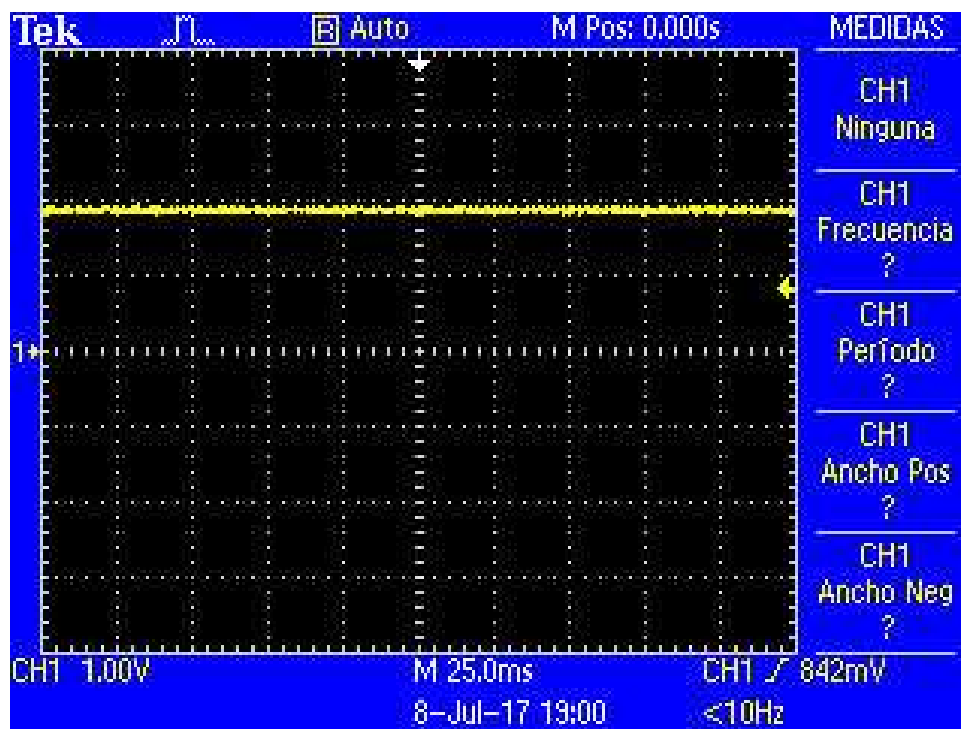 Tek R Auto M Pos: 0.000s MEDIDAS
CH1
Ninguna
CH1
Frecuencia
?
1
CH1
Período
?
CH1
Ancho Pos
?
CH1
Ancho Neg
?
CH1 1.00V M 25.0ms CH1 842mV
8-Jul-17 19:00 <10Hz